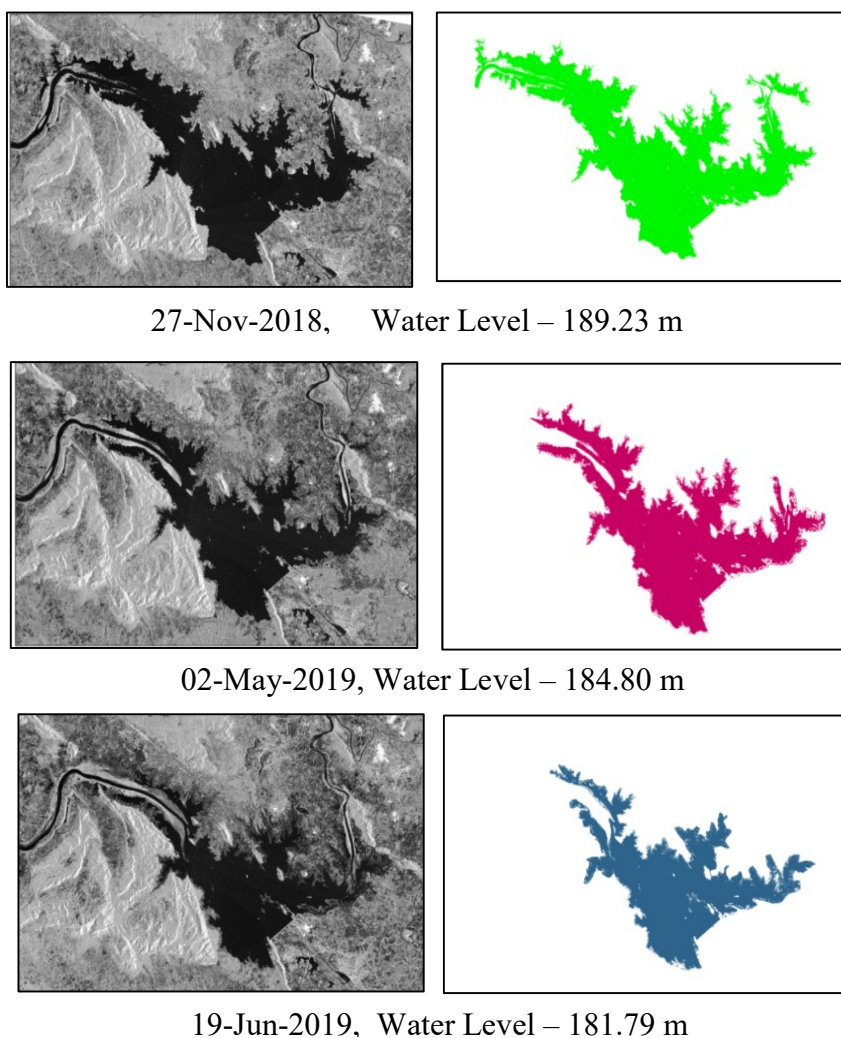 27-Nov-2018, Water Level – 189.23 m
02-May-2019, Water Level – 184.80 m
19-Jun-2019, Water Level – 181.79 m